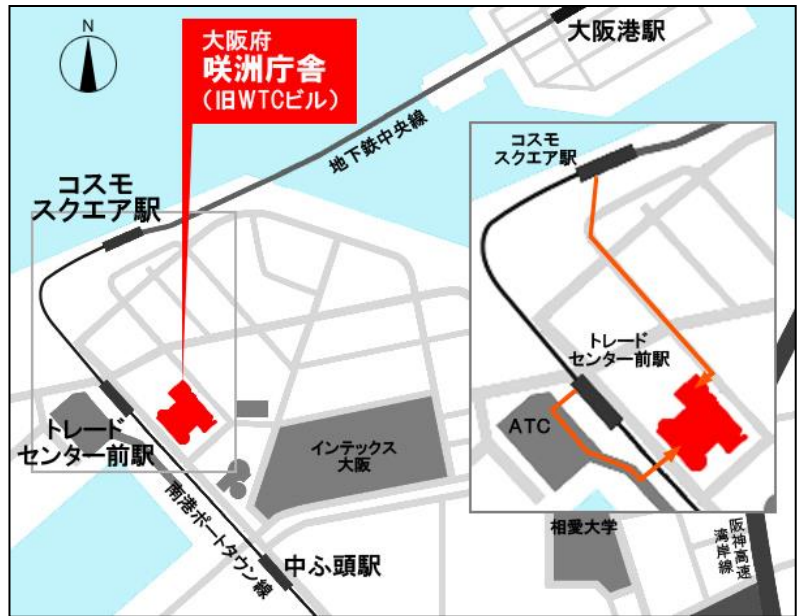 N
大阪府
咲洲庁舎
(旧WTCビル)
大阪港駅
地下鉄中央線
コスモ
スクエア駅
コスモ
スクエア駅
トレード
センター前駅
ATC
トレード
センター前駅
インテックス
大阪
南港ポートタウン線
中ふ頭駅
相愛大学
阪神高速
湾岸線